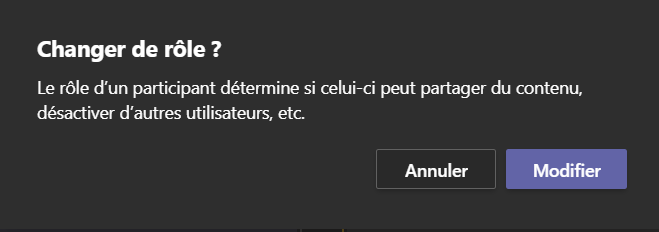 Changer de rôle ?
Le rôle d’un participant détermine si celui-ci peut partager du contenu,
désactiver d’autres utilisateurs, etc.
Annuler
Modifier